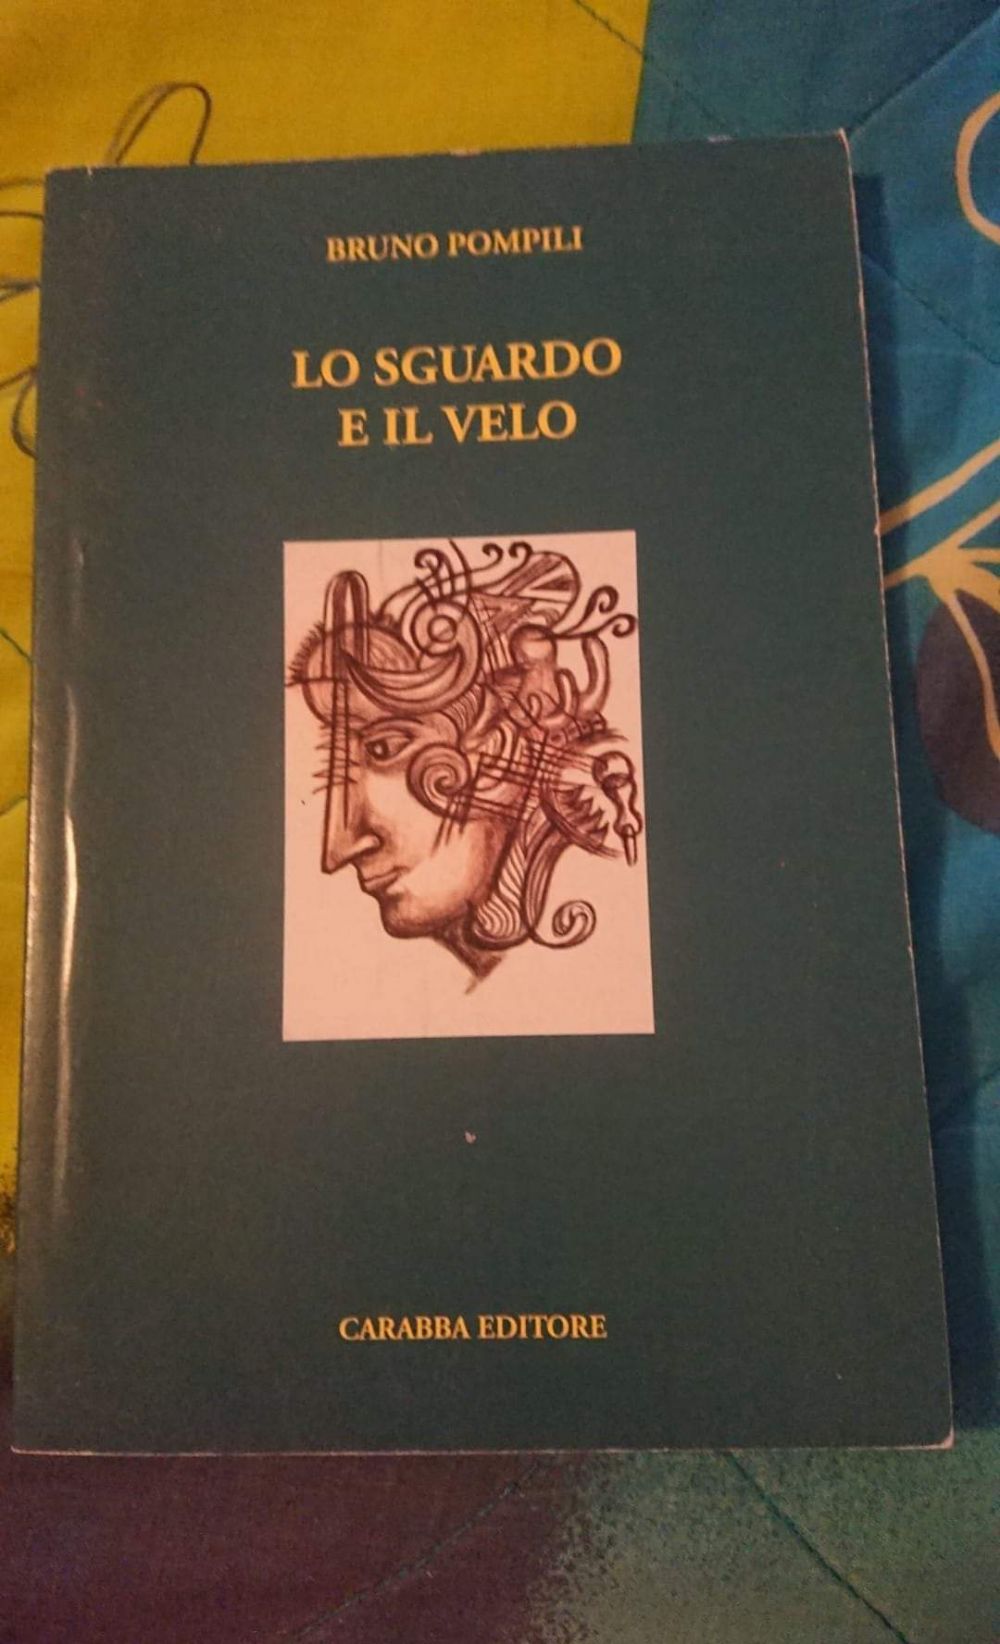 BRUNO POMPILI
LO SGUARDO
E IL VELO
CARABBA EDITORE